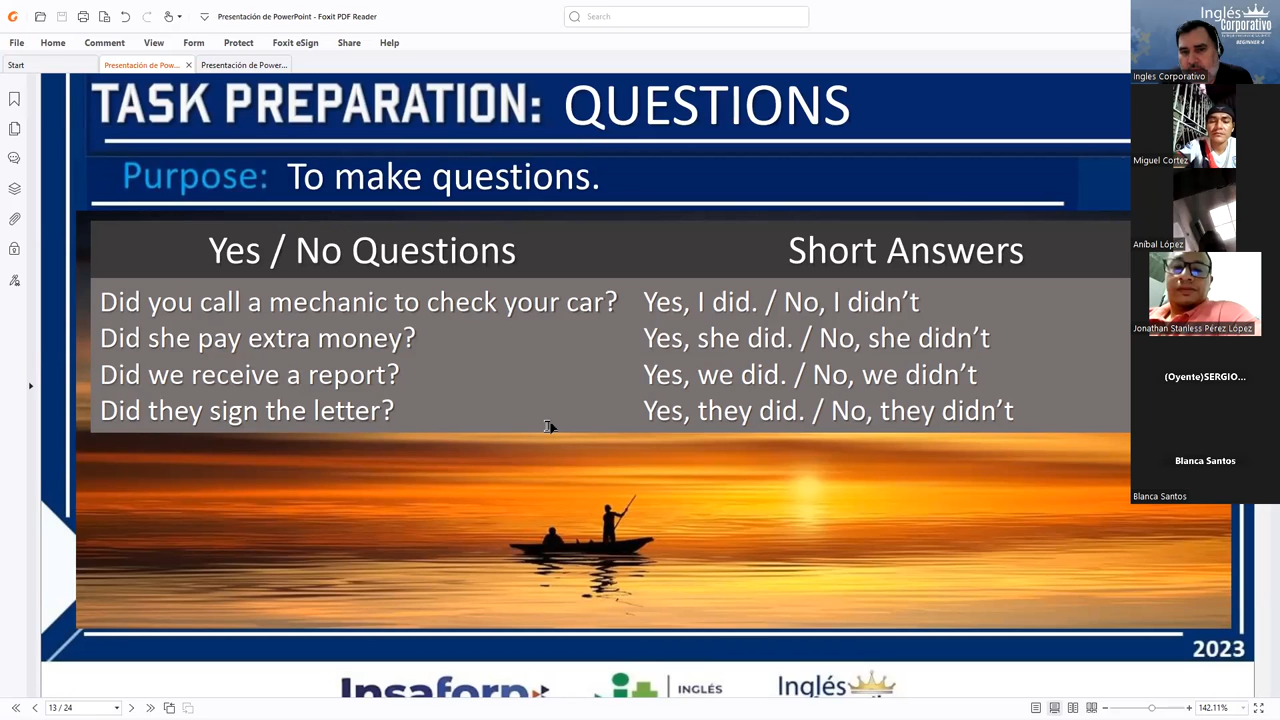 Presentación de PowerPoint - Foxit PDF Reader
Search
File Home Comment View Form Protect Foxit eSign Share Help
Start
Presentación de Pow...
Presentación de Power...
TASK PREPARATION: QUESTIONS
Purpose: To make questions.
Yes / No Questions
Short Answers
Did you call a mechanic to check your car?
Yes, I did. / No, I didn't
Did she pay extra money?
Yes, she did. / No, she didn't
Did we receive a report?
Yes, we did. / No, we didn't
Did they sign the letter?
Yes, they did. / No, they didn't
2023
Insaforp
INGLÉS
Inglés
13 / 24
142.11%
Inglés
Corporativo
BEGINNER 4
Ingles Corporativo
Miguel Cortez
Aníbal López
Jonathan Stanless Pérez López
(Oyente)SERGIO...
Blanca Santos
Blanca Santos